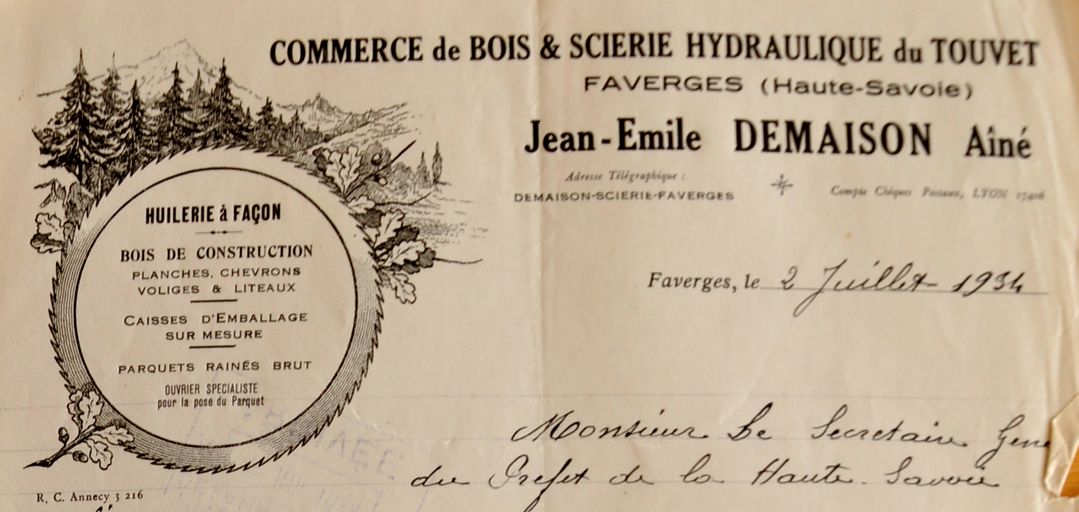 COMMERCE de BOIS & SCIERIE HYDRAULIQUE du TOUVET
FAVERGES (Haute-Savoie)
Jean-Emile DEMAISON Aîné
Adresse Télégraphique :
DEMAISON-SCIERIE-FAVERGES
Compte Chèques Postaux, LYON
HUILERIE à FAÇON
BOIS DE CONSTRUCTION
PLANCHES, CHEVRONS
VOLIGES & LITEAUX
CAISSES D'EMBALLAGE
SUR MESURE
PARQUETS RAINÉS BRUT
OUVRIER SPECIALISTE
pour la pose du Parquet
R. C. Annecy 3 216
Faverges, le 2 Juillet 1934
Monsieur Le Secretaire Gene
du Prefet de la Haute-Savoie